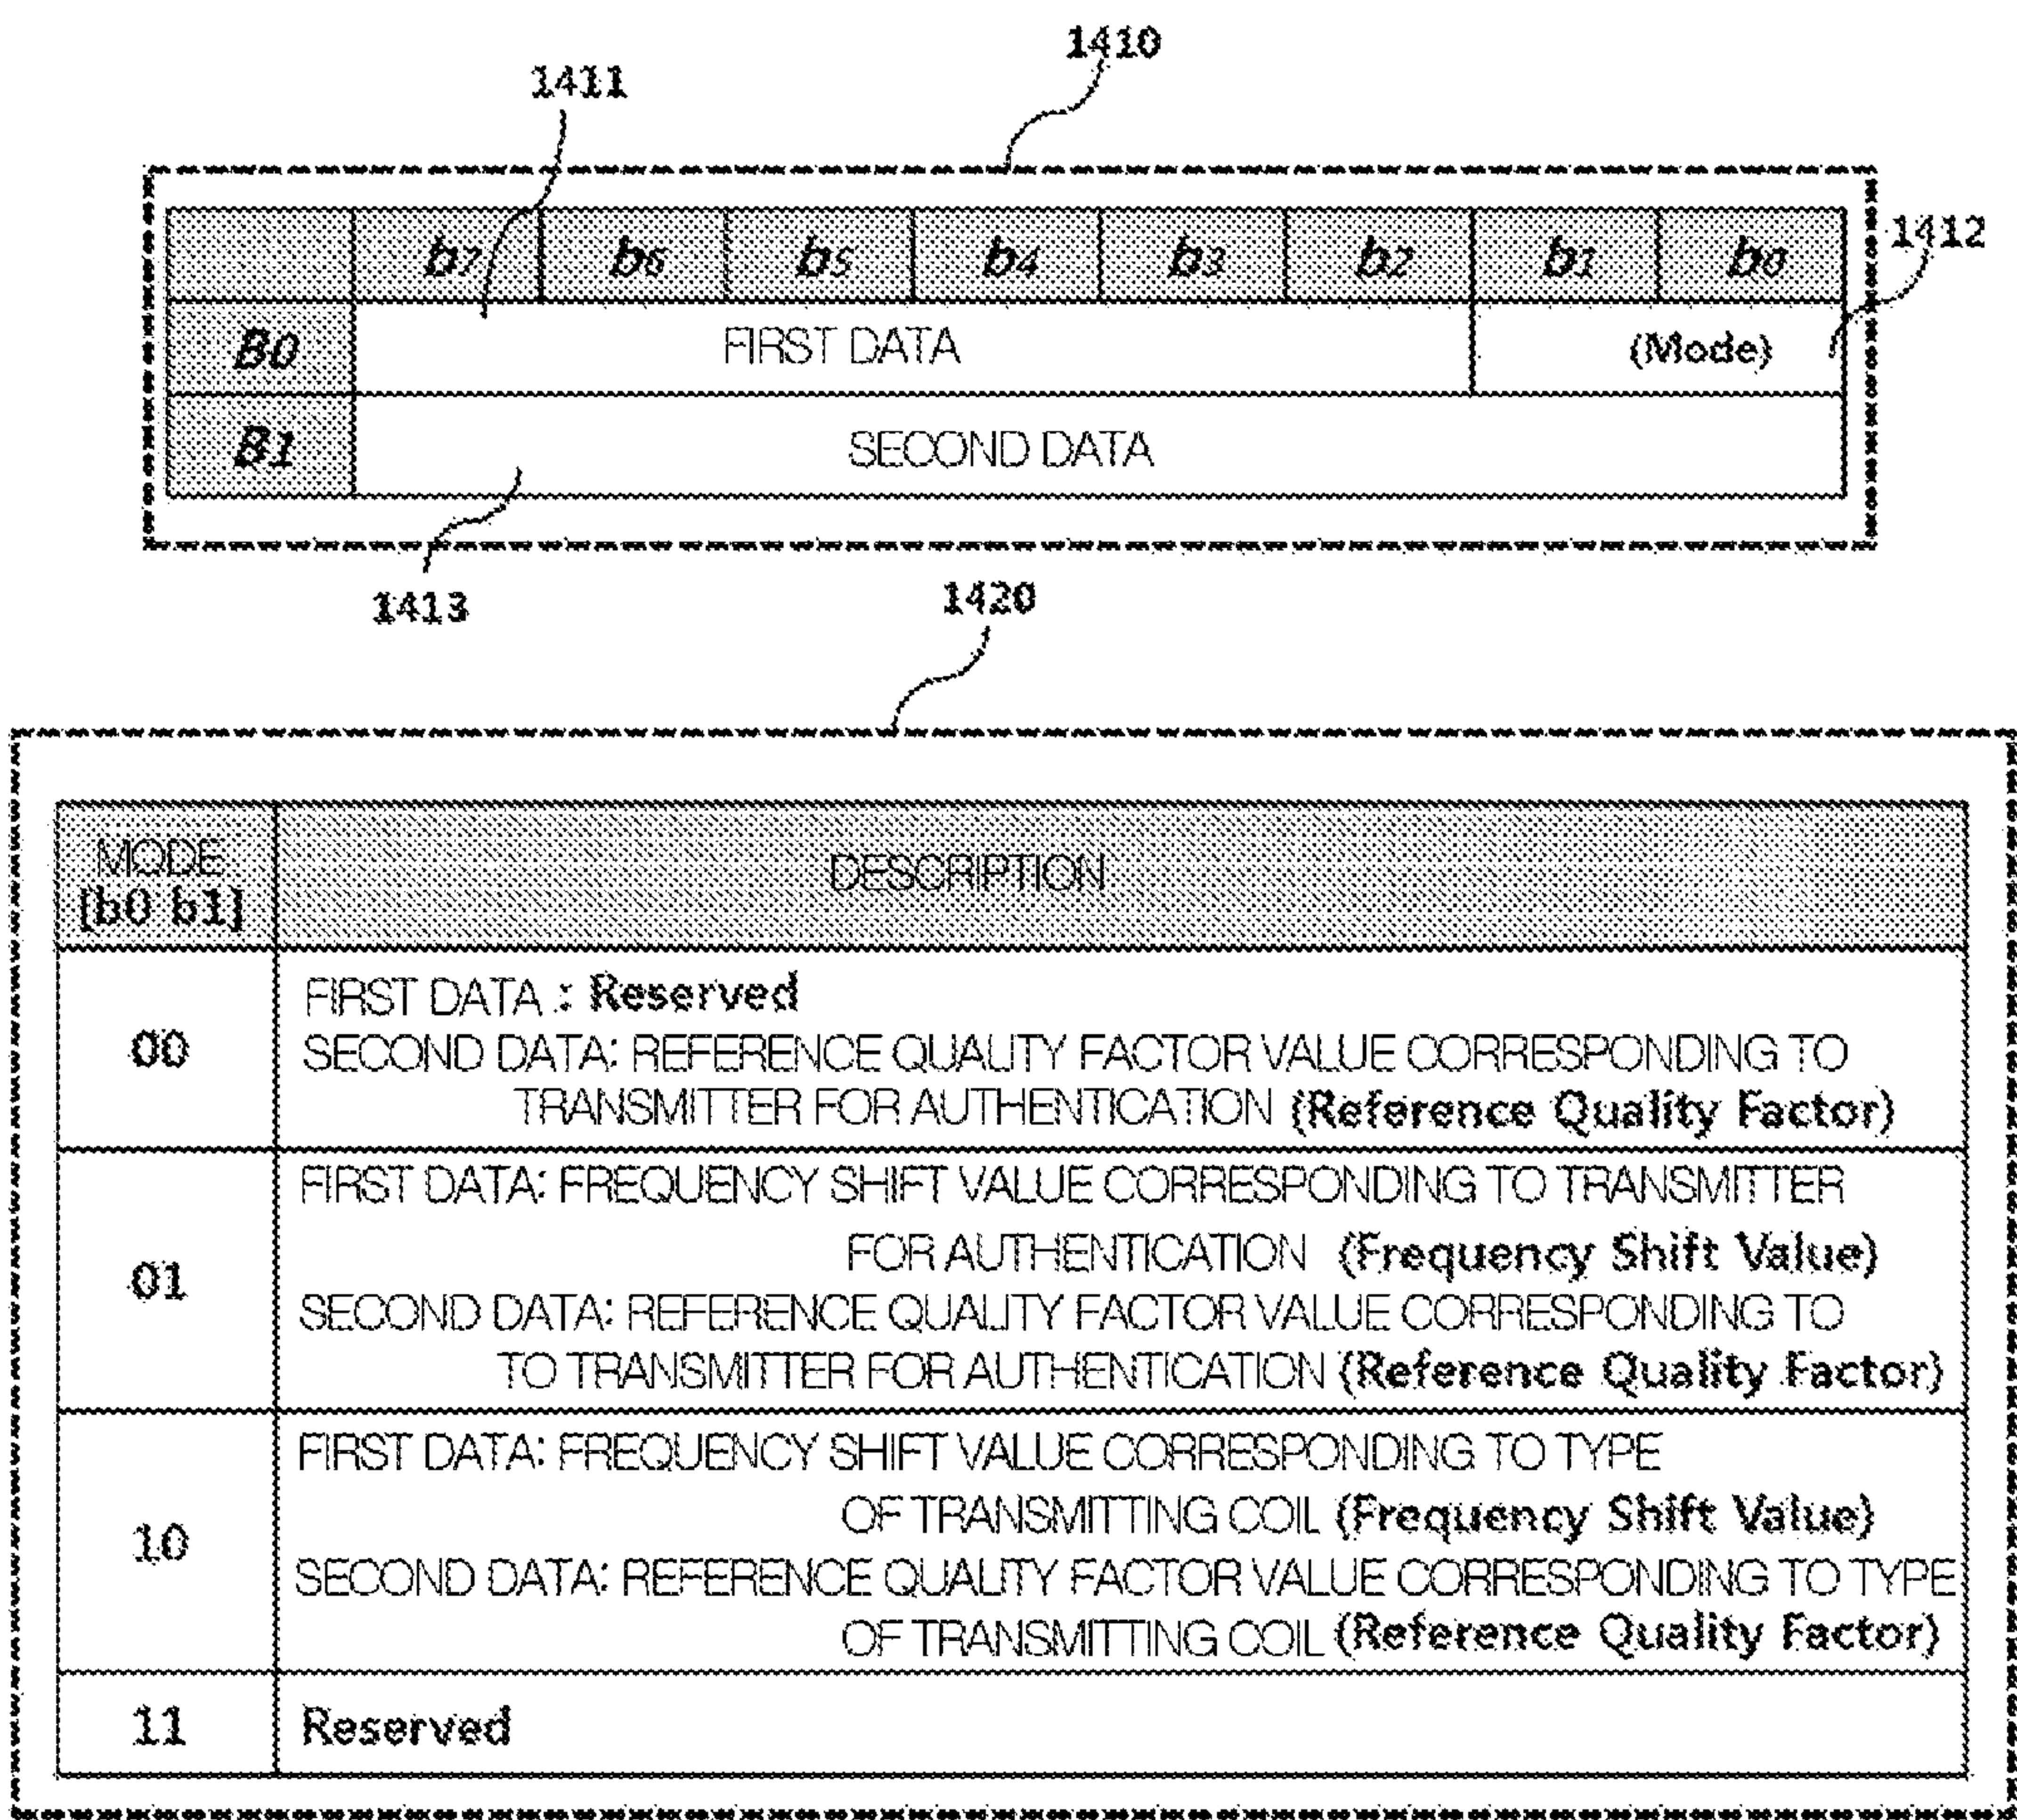 1410
1411
b7 b6 b5 b4 b3 b2 b1 b0
1412
B0 FIRST DATA (Mode)
B1 SECOND DATA
1413
1420
MODE [b0 b1] DESCRIPTION
00
FIRST DATA : Reserved
SECOND DATA: REFERENCE QUALITY FACTOR VALUE CORRESPONDING TO
TRANSMITTER FOR AUTHENTICATION (Reference Quality Factor)
01
FIRST DATA: FREQUENCY SHIFT VALUE CORRESPONDING TO TRANSMITTER
FOR AUTHENTICATION (Frequency Shift Value)
SECOND DATA: REFERENCE QUALITY FACTOR VALUE CORRESPONDING TO
TO TRANSMITTER FOR AUTHENTICATION (Reference Quality Factor)
10
FIRST DATA: FREQUENCY SHIFT VALUE CORRESPONDING TO TYPE
OF TRANSMITTING COIL (Frequency Shift Value)
SECOND DATA: REFERENCE QUALITY FACTOR VALUE CORRESPONDING TO TYPE
OF TRANSMITTING COIL (Reference Quality Factor)
11 Reserved